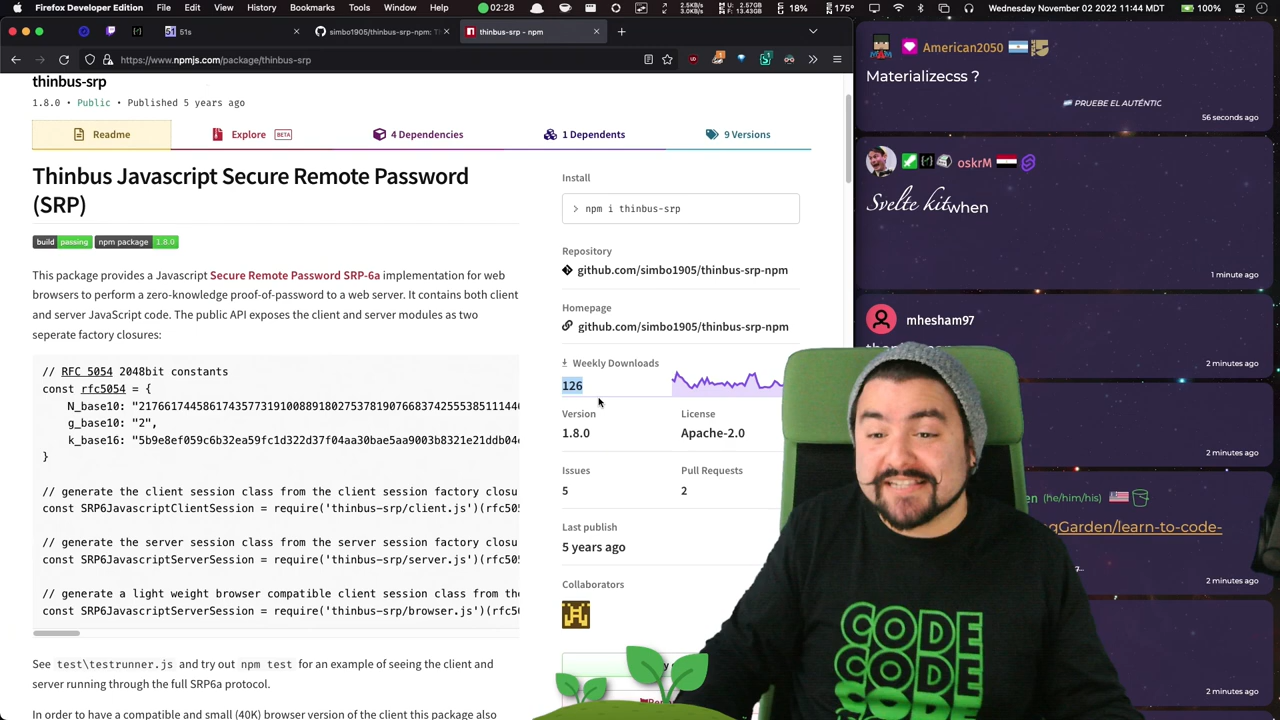 Firefox Developer Edition File Edit View History Bookmarks Tools Window Help 02:28 2.5KB/s 3.0KB/s U: 2.57GB F: 1.43GB 18% 175° Wednesday November 02 2022 11:44 MDT 100%
51s
simbo1905/thinbus-srp-npm: T
thinbus-srp - npm
https://www.npmjs.com/package/thinbus-srp
thinbus-srp
1.8.0 • Public • Published 5 years ago
Readme
Explore BETA
4 Dependencies
1 Dependents
9 Versions
Thinbus Javascript Secure Remote Password
(SRP)
build passing npm package 1.8.0
This package provides a Javascript Secure Remote Password SRP-6a implementation for web
browsers to perform a zero-knowledge proof-of-password to a web server. It contains both client
and server JavaScript code. The public API exposes the client and server modules as two
seperate factory closures:
// RFC 5054 2048bit constants
const rfc5054 = {
N_base10:
g_base10: "2",
k_base16:
}
// generate the client session class from the client session factory closu
const SRP6JavascriptClientSession = require('thinbus-srp/client.js')(rfc505
// generate the server session class from the server session factory closu
const SRP6JavascriptServerSession = require('thinbus-srp/server.js')(rfc505
// generate a light weight browser compatible client session class from the
const SRP6JavascriptServerSession = require('thinbus-srp/browser.js')(rfc50
See test\testrunner.js and try out npm test for an example of seeing the client and
server running through the full SRP6a protocol.
In order to have a compatible and small (40K) browser version of the client this package also
Install
> npm i thinbus-srp
Repository
github.com/simbo1905/thinbus-srp-npm
Homepage
github.com/simbo1905/thinbus-srp-npm
Weekly Downloads
126
Version
1.8.0
License
Apache-2.0
Issues
5
Pull Requests
2
Last publish
5 years ago
Collaborators
American2050
Materializecss ?
PRUEBE EL AUTÉNTIC
56 seconds ago
oskrM
Svelte kit when
1 minute ago
mhesham97
2 minutes ago
2 minutes ago
en (he/him/his)
gGarden/learn-to-code-
2 minutes ago
2 minutes ago
CODE
CODE
CODE